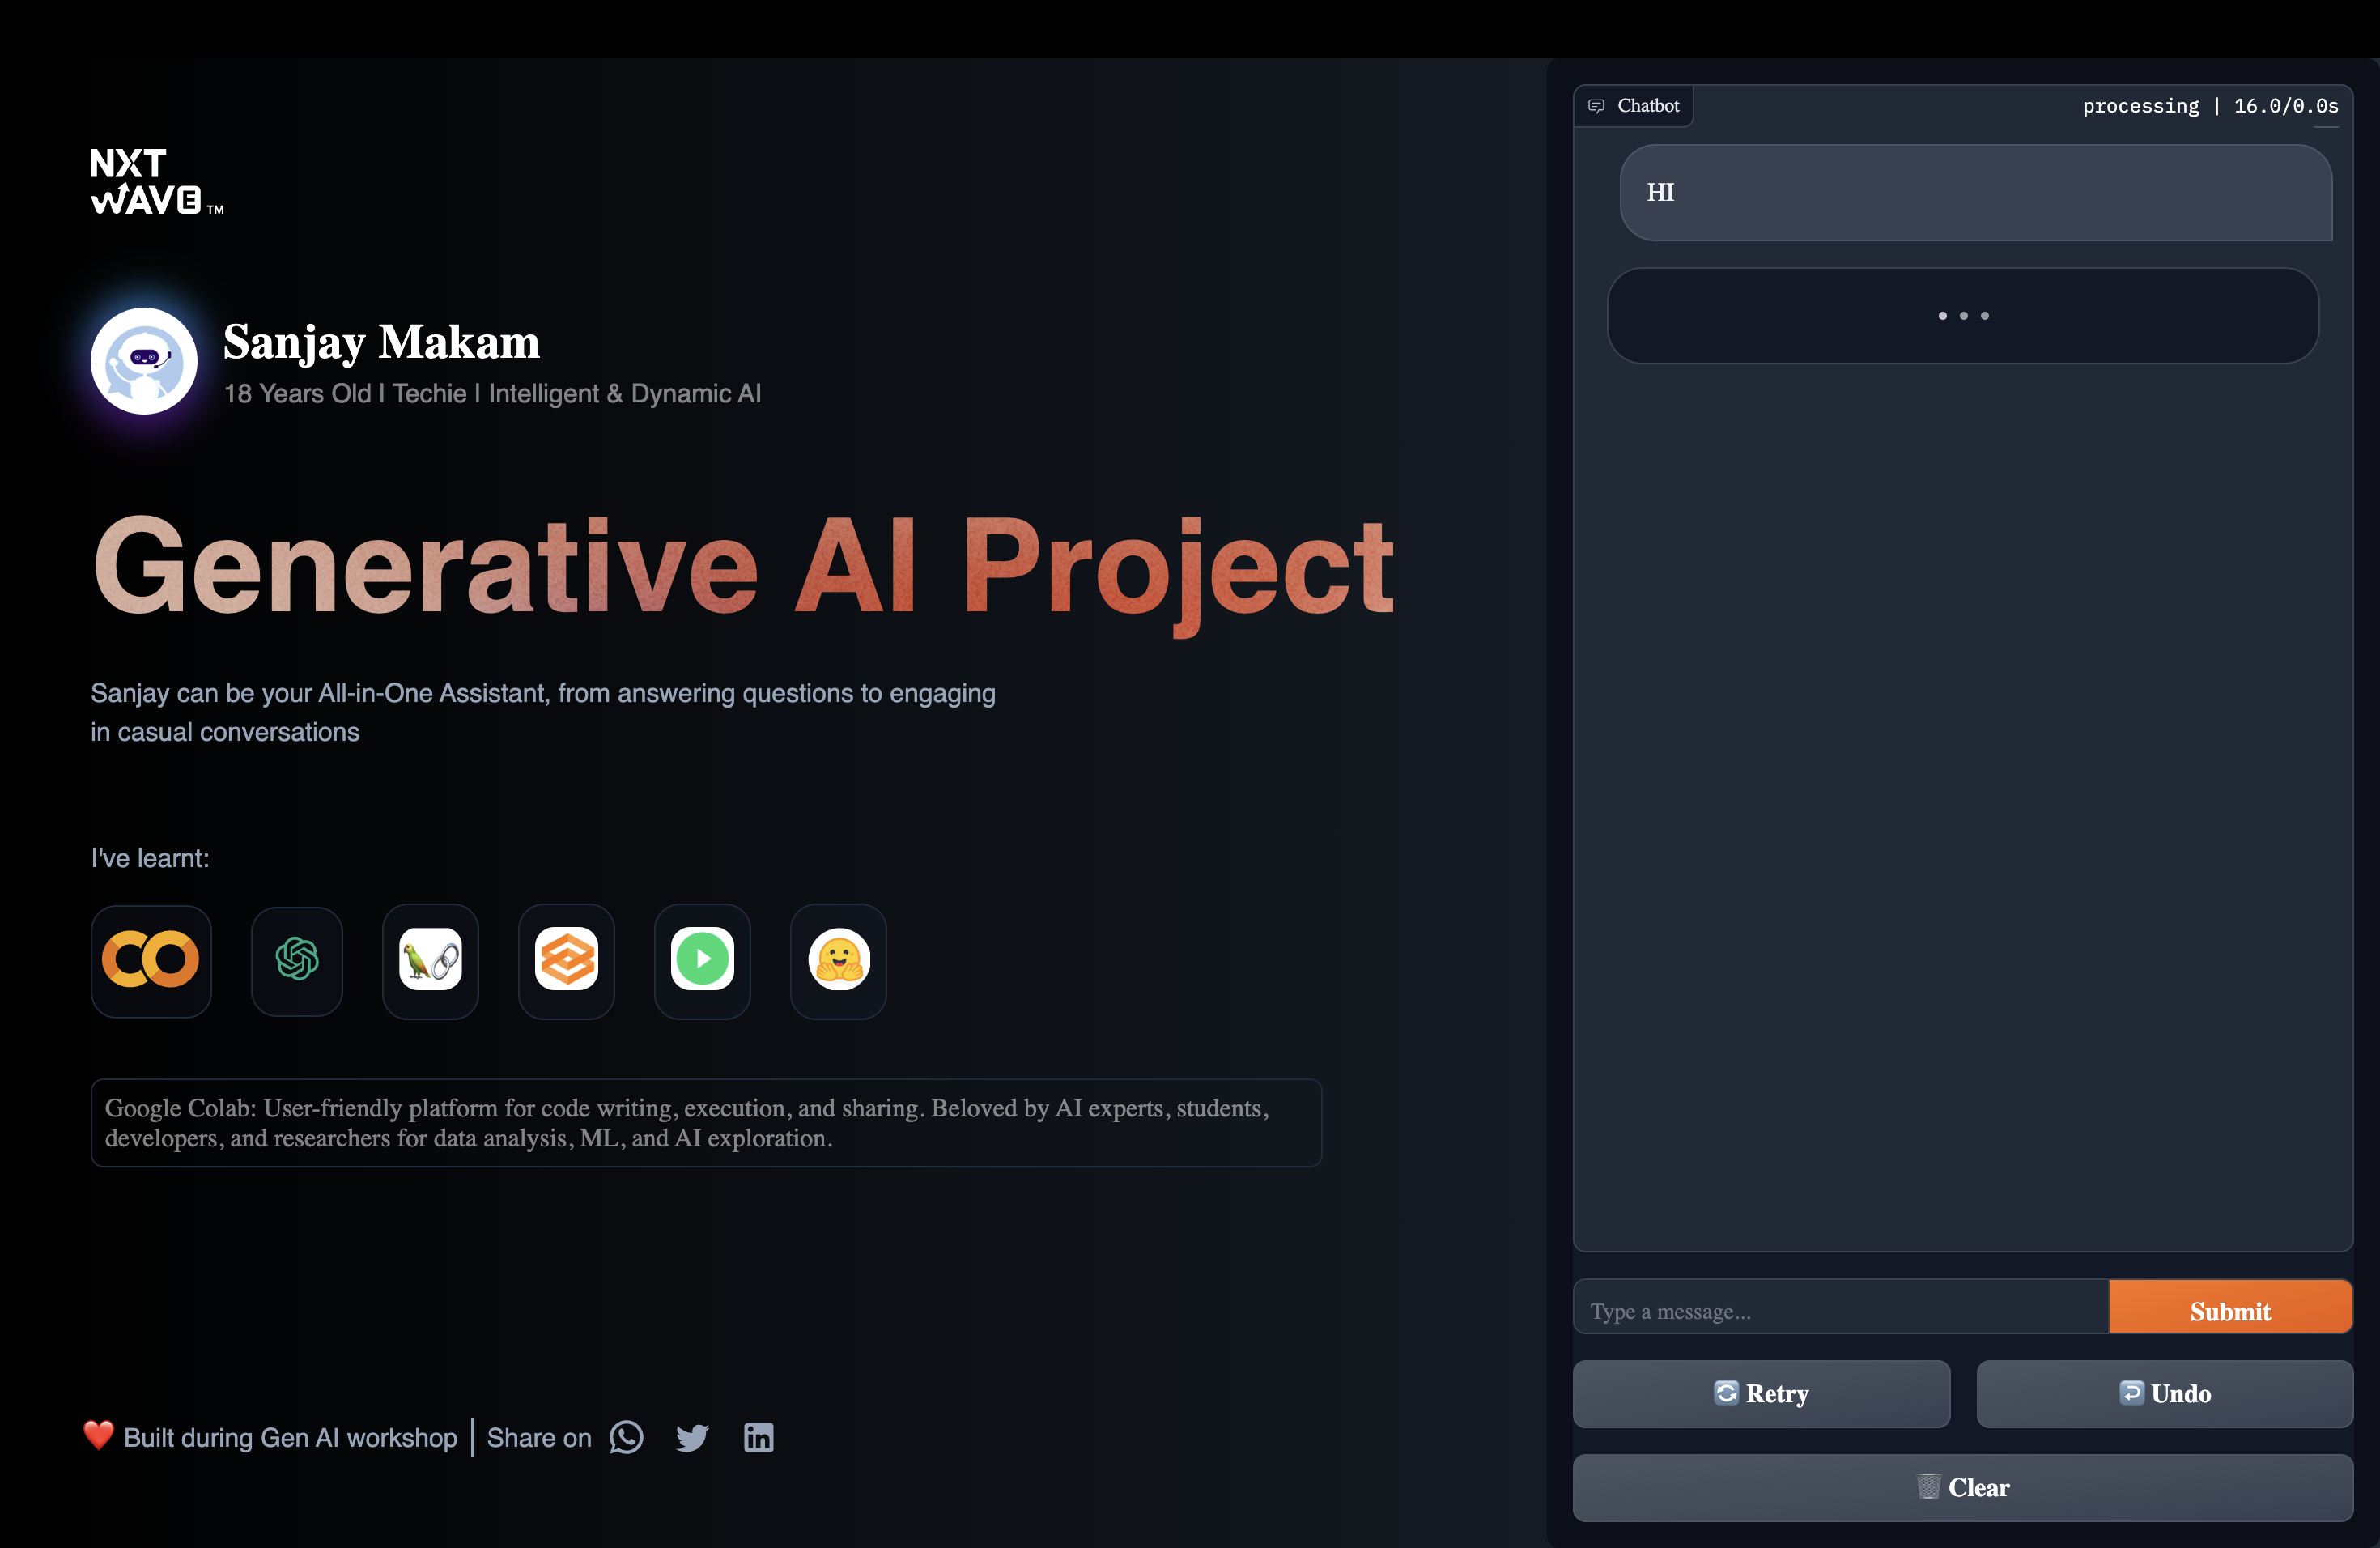 NXT
WAVE TM
Sanjay Makam
18 Years Old | Techie | Intelligent & Dynamic AI
Generative AI Project
Sanjay can be your All-in-One Assistant, from answering questions to engaging
in casual conversations
I've learnt:
Google Colab: User-friendly platform for code writing, execution, and sharing. Beloved by AI experts, students,
developers, and researchers for data analysis, ML, and AI exploration.
❤️ Built during Gen AI workshop | Share on
Chatbot
processing | 16.0/0.0s
HI
Type a message...
Submit
Retry
Undo
Clear